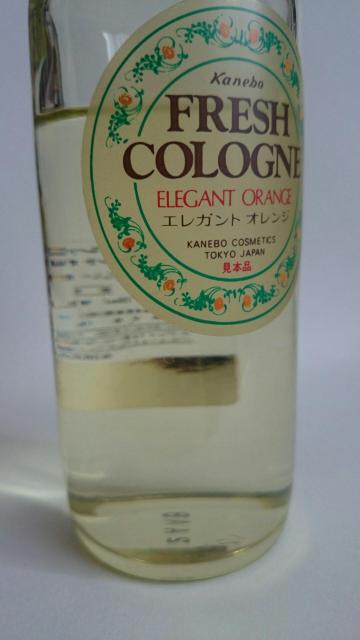 Kanebo
FRESH
COLOGNE
ELEGANT ORANGE
エレガント オレンジ
KANEBO COSMETICS
TOKYO JAPAN
見本品